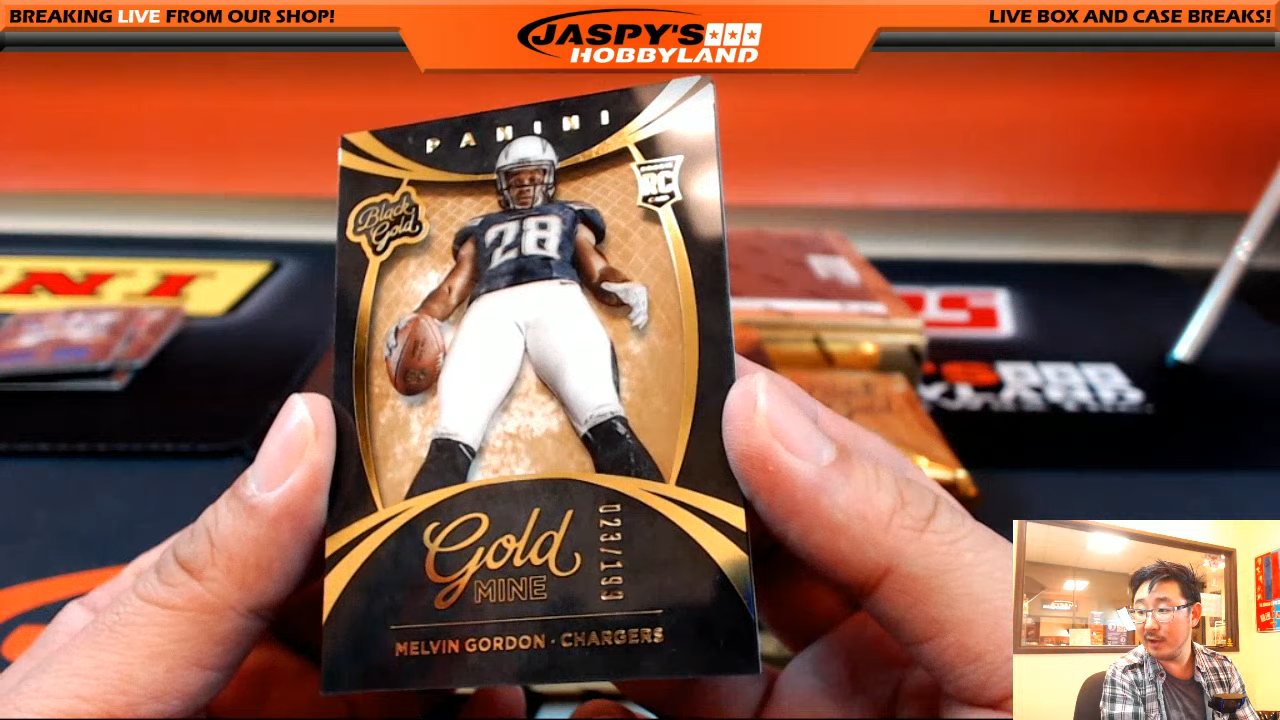 BREAKING LIVE FROM OUR SHOP!
JASPY'S
HOBBYLAND
LIVE BOX AND CASE BREAKS!
PANINI
RC
Black
Gold
28
Gold
MINE
023/199
MELVIN GORDON · CHARGERS